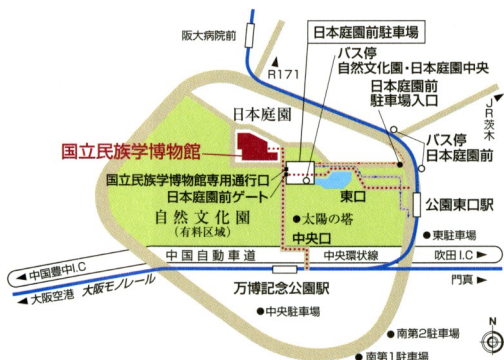 阪大病院前
日本庭園前駐車場
バス停
自然文化園・日本庭園中央
R171
日本庭園前
駐車場入口
JR茨木
日本庭園
バス停
日本庭園前
国立民族学博物館
国立民族学博物館専用通行口
日本庭園前ゲート
東口
公園東口駅
自然文化園
(有料区域)
太陽の塔
東駐車場
中央口
中国自動車道
中央環状線
吹田I.C
中国豊中I.C
大阪空港
大阪モノレール
万博記念公園駅
門真
中央駐車場
南第2駐車場
南第1駐車場
N